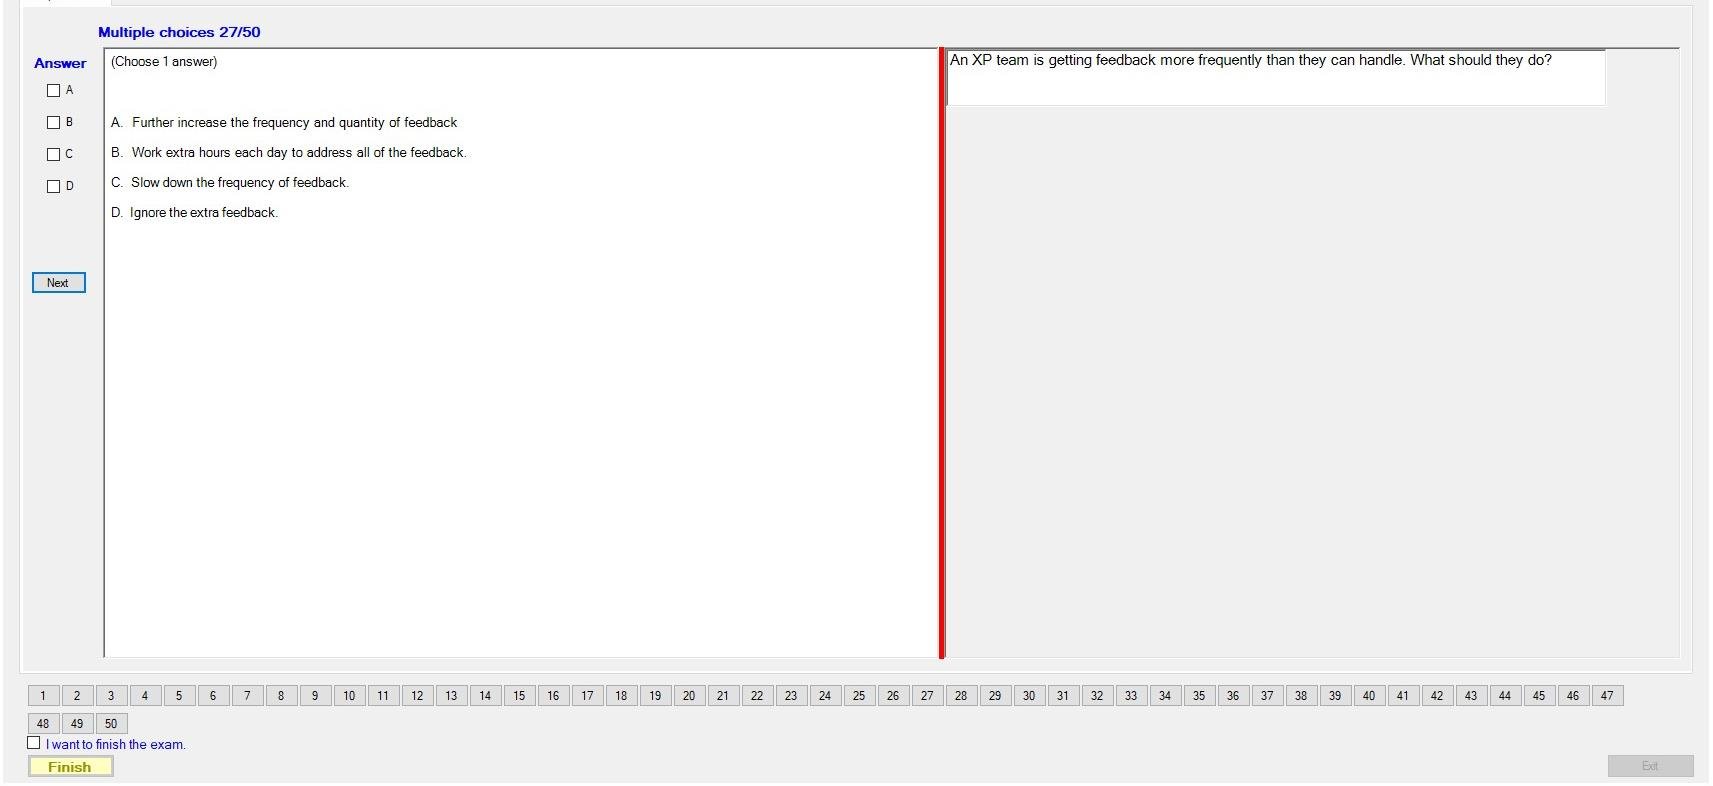 Multiple choices 27/50
Answer
(Choose 1 answer)
An XP team is getting feedback more frequently than they can handle. What should they do?
A
B
C
D
A. Further increase the frequency and quantity of feedback
B. Work extra hours each day to address all of the feedback.
C. Slow down the frequency of feedback.
D. Ignore the extra feedback.
Next
1 2 3 4 5 6 7 8 9 10 11 12 13 14 15 16 17 18 19 20 21 22 23 24 25 26 27 28 29 30 31 32 33 34 35 36 37 38 39 40 41 42 43 44 45 46 47
48 49 50
I want to finish the exam.
Finish
Exit